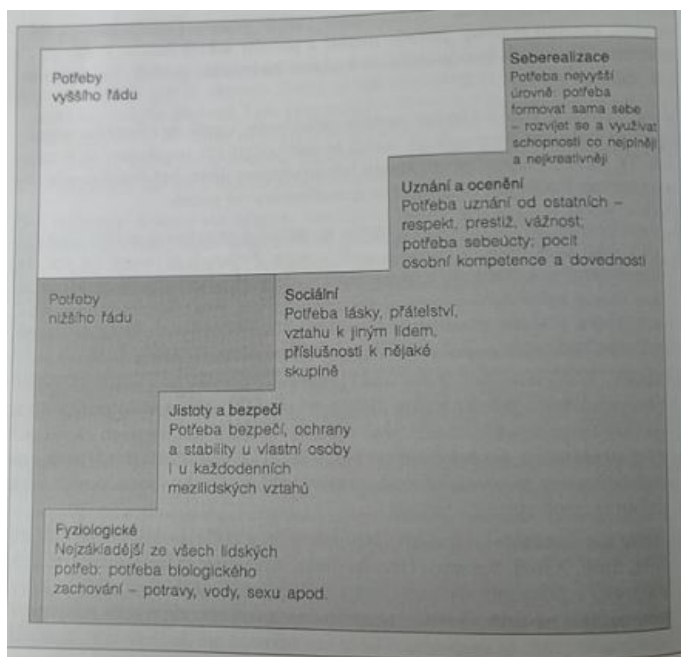 Potřeby
vyššího řádu
Seberealizace
Potřeba nejvyšší
úrovně: potřeba
formovat sama sebe
– rozvíjet se a využívat
schopnosti co nejplněji
a nejkreativněji
Uznání a ocenění
Potřeba uznání od ostatních –
respekt, prestiž, vážnost;
potřeba sebeúcty; pocit
osobní kompetence a dovednosti
Potřeby
nižšího řádu
Sociální
Potřeba lásky, přátelství,
vztahu k jiným lidem,
příslušnosti k nějaké
skupině
Jistoty a bezpečí
Potřeba bezpečí, ochrany
a stability u vlastní osoby
i u každodenních
mezilidských vztahů
Fyziologické
Nejzákladější ze všech lidských
potřeb: potřeba biologického
zachování – potravy, vody, sexu apod.